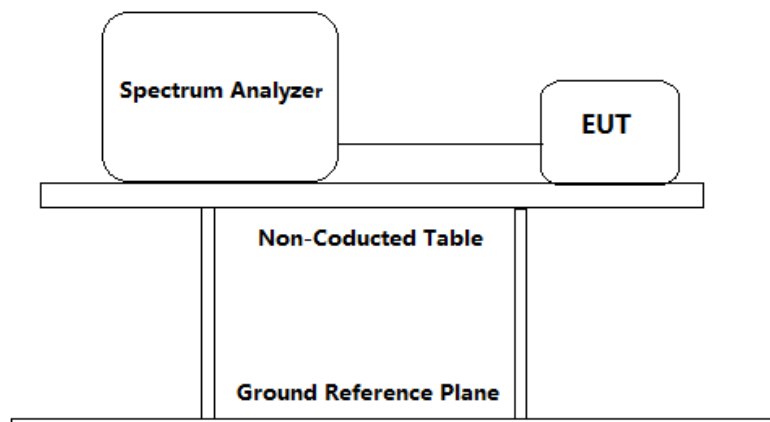 Spectrum Analyzer
EUT
Non-Coducted Table
Ground Reference Plane